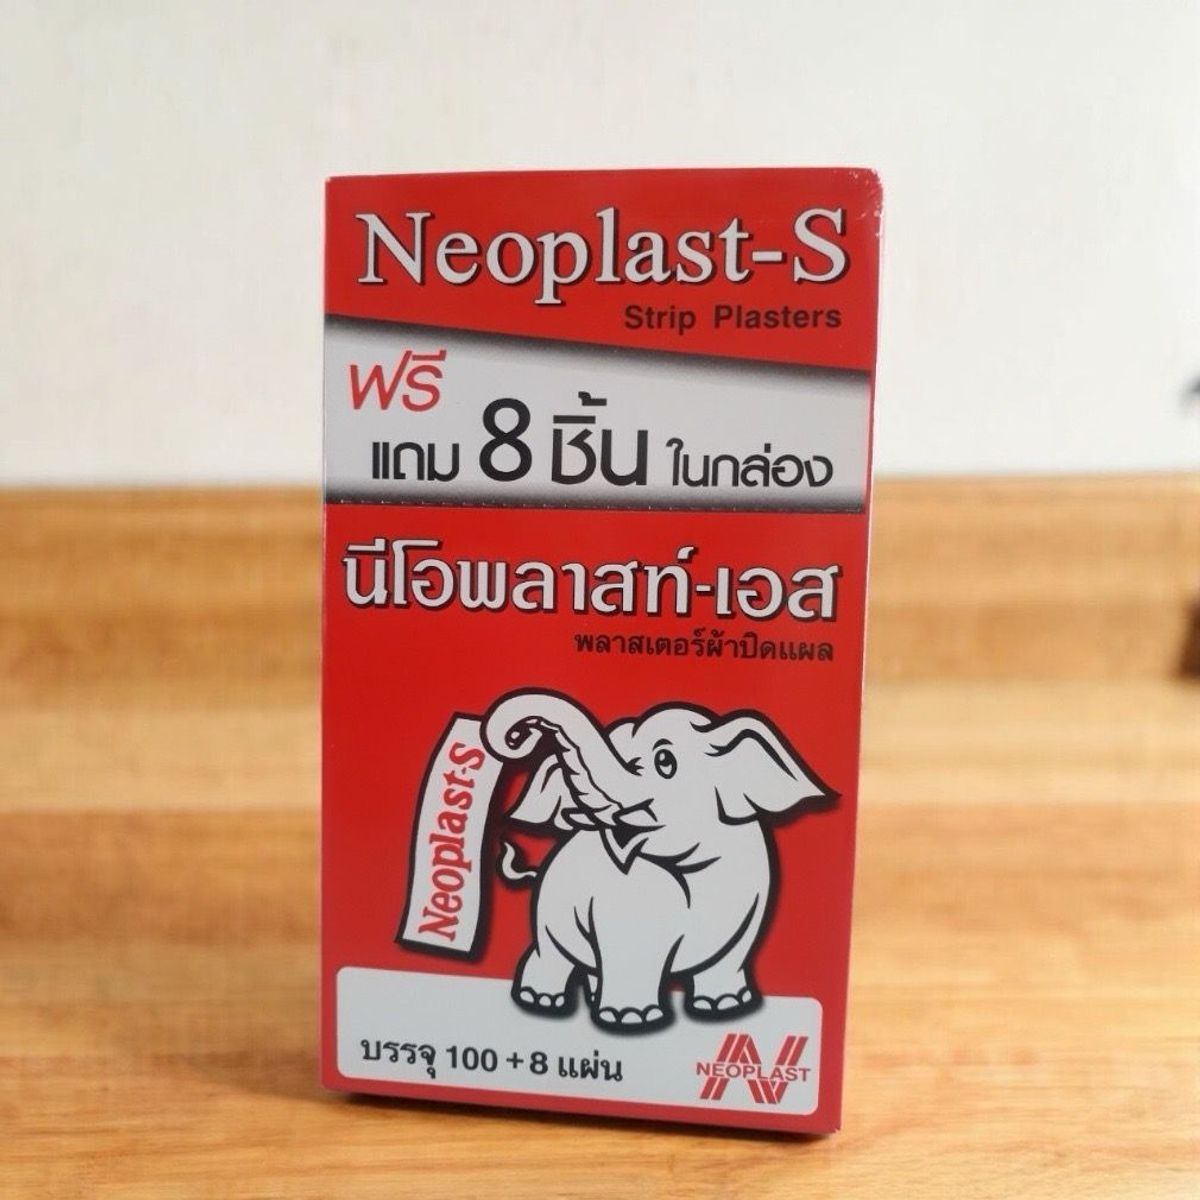 Neoplast-S
Strip Plasters
ฟรี
แถม 8 ชิ้น ในกล่อง
นีโอพลาสท์-เอส
พลาสเตอร์ผ้าปิดแผล
Neoplast-S
บรรจุ 100 + 8 แผ่น
NEOPLAST